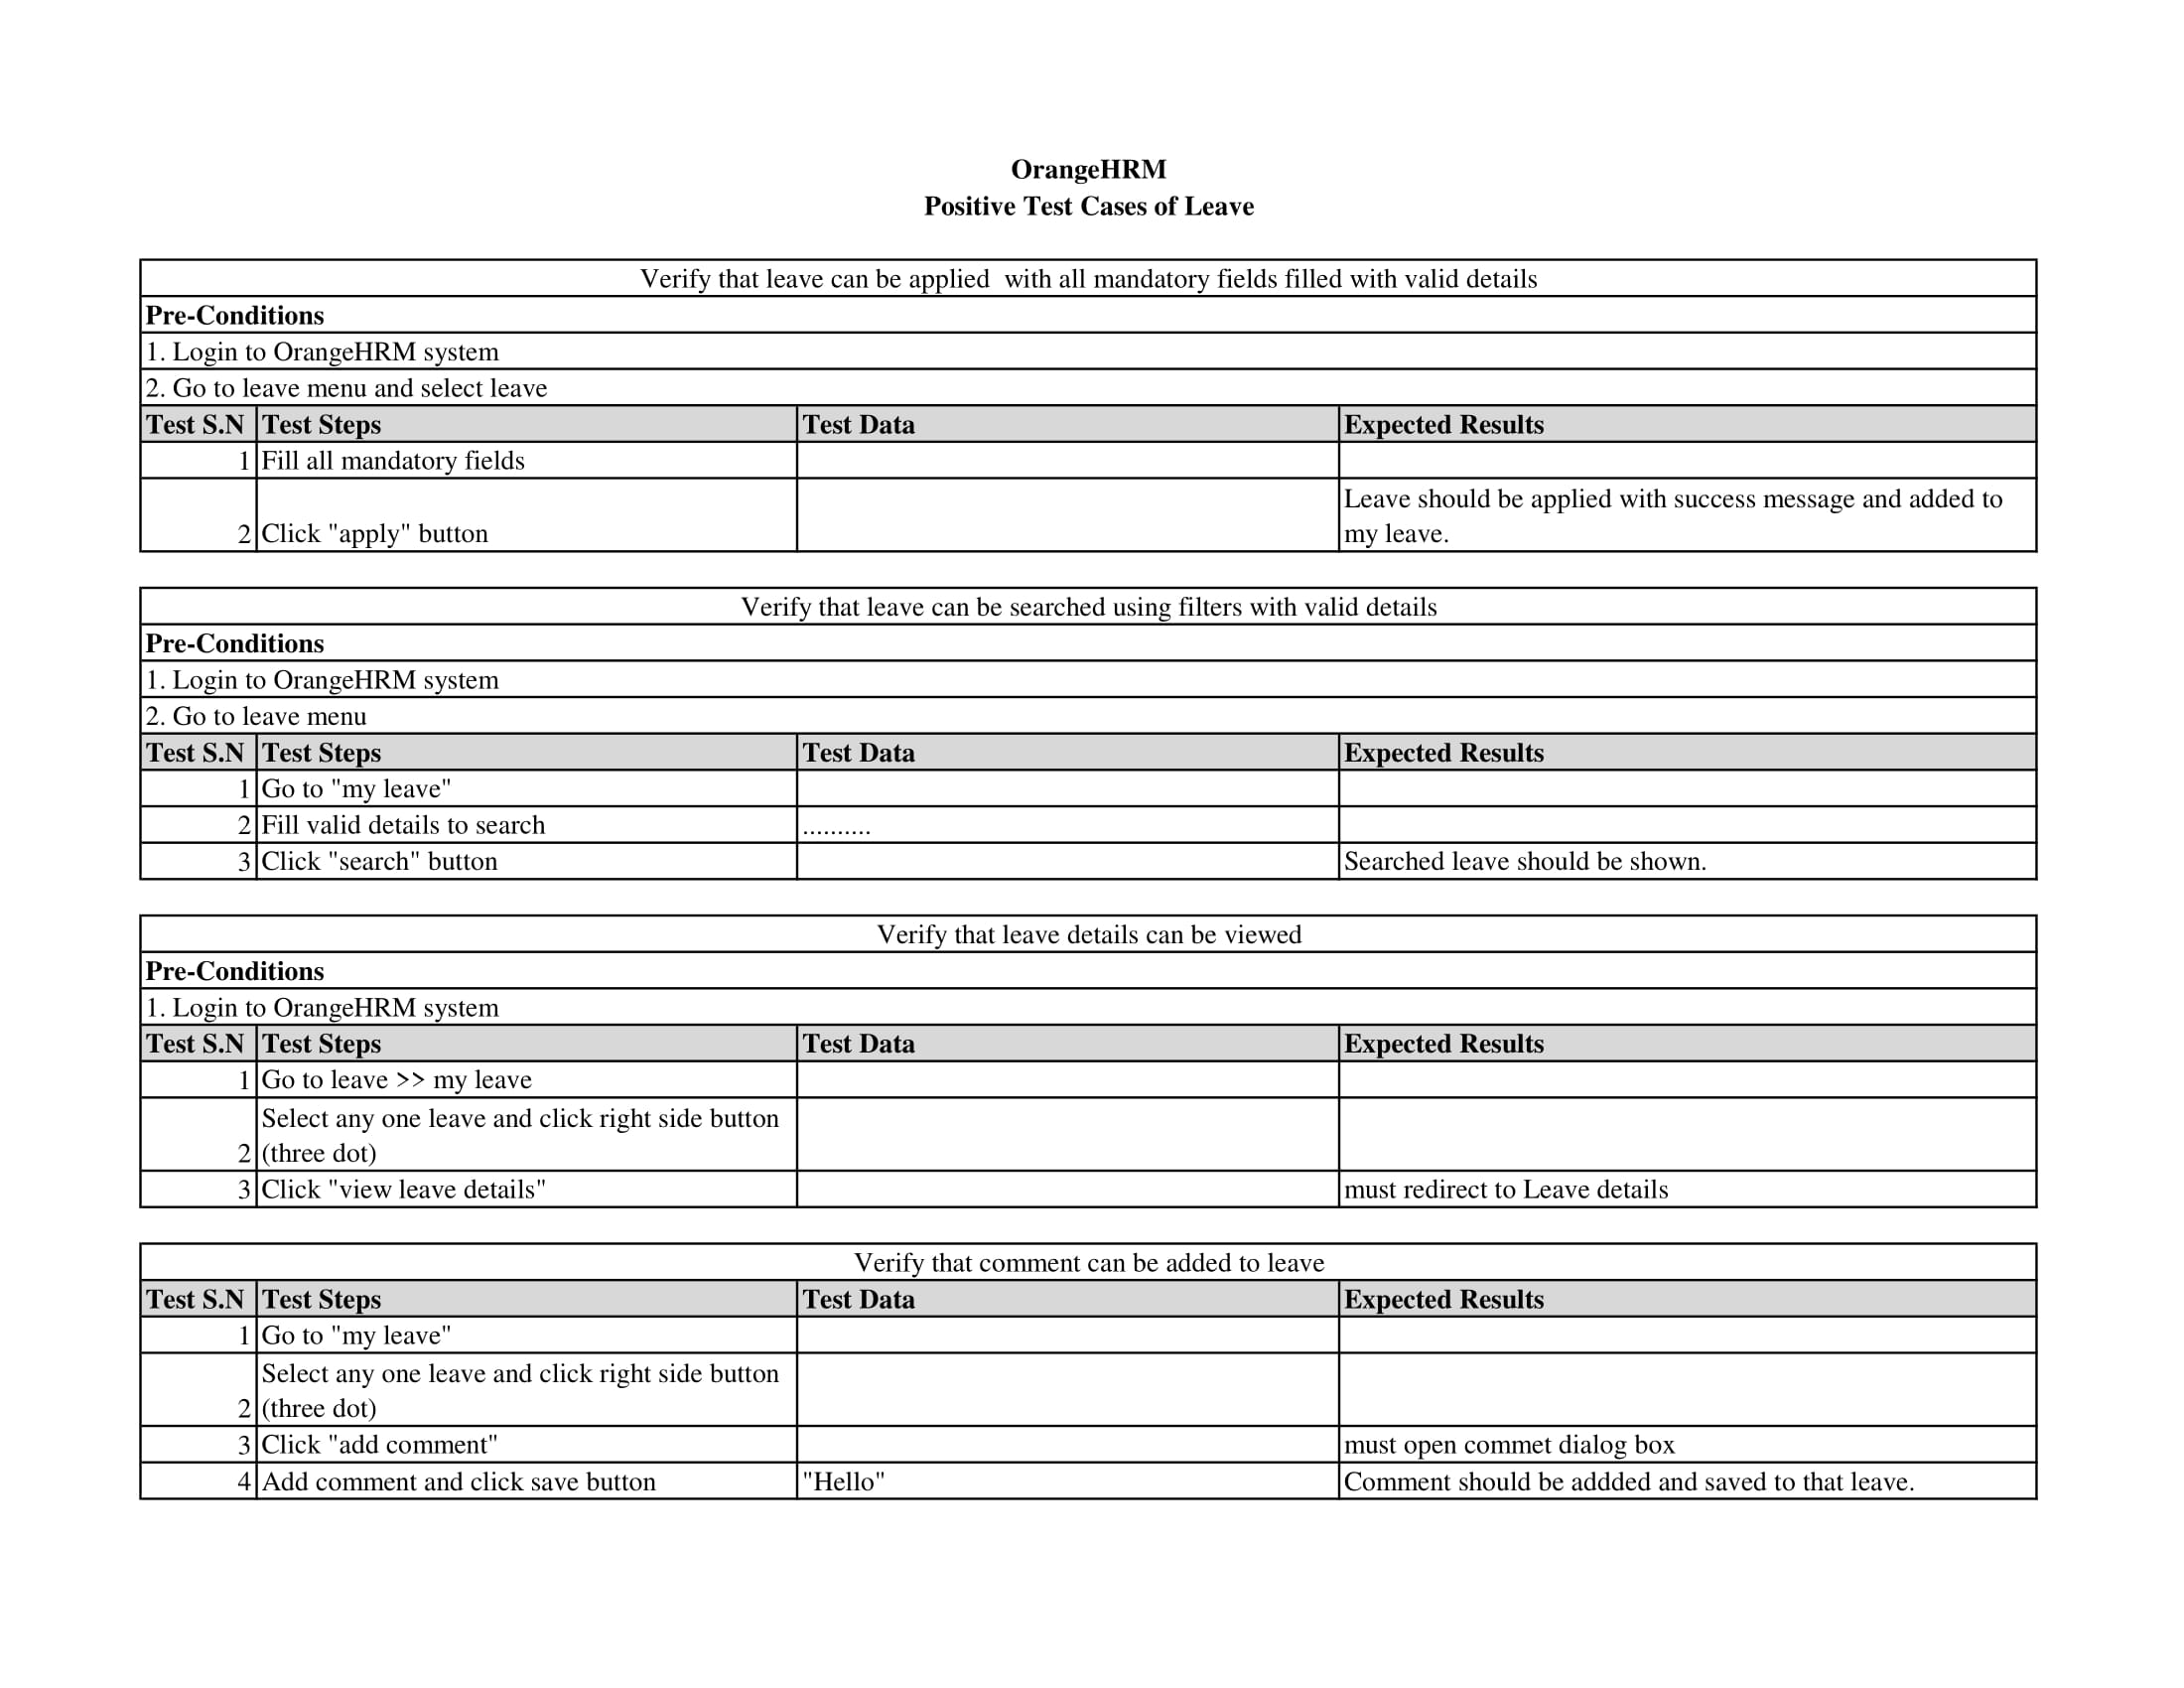 OrangeHRM
Positive Test Cases of Leave
Verify that leave can be applied  with all mandatory fields filled with valid details
Pre-Conditions
1. Login to OrangeHRM system
2. Go to leave menu and select leave
Test S.N Test Steps Test Data Expected Results
1 Fill all mandatory fields
2 Click "apply" button Leave should be applied with success message and added to
my leave.
Verify that leave can be searched using filters with valid details
Pre-Conditions
1. Login to OrangeHRM system
2. Go to leave menu
Test S.N Test Steps Test Data Expected Results
1 Go to "my leave"
2 Fill valid details to search ..........
3 Click "search" button Searched leave should be shown.
Verify that leave details can be viewed
Pre-Conditions
1. Login to OrangeHRM system
Test S.N Test Steps Test Data Expected Results
1 Go to leave >> my leave
Select any one leave and click right side button
2 (three dot)
3 Click "view leave details" must redirect to Leave details
Verify that comment can be added to leave
Test S.N Test Steps Test Data Expected Results
1 Go to "my leave"
Select any one leave and click right side button
2 (three dot)
3 Click "add comment" must open commet dialog box
4 Add comment and click save button "Hello" Comment should be addded and saved to that leave.